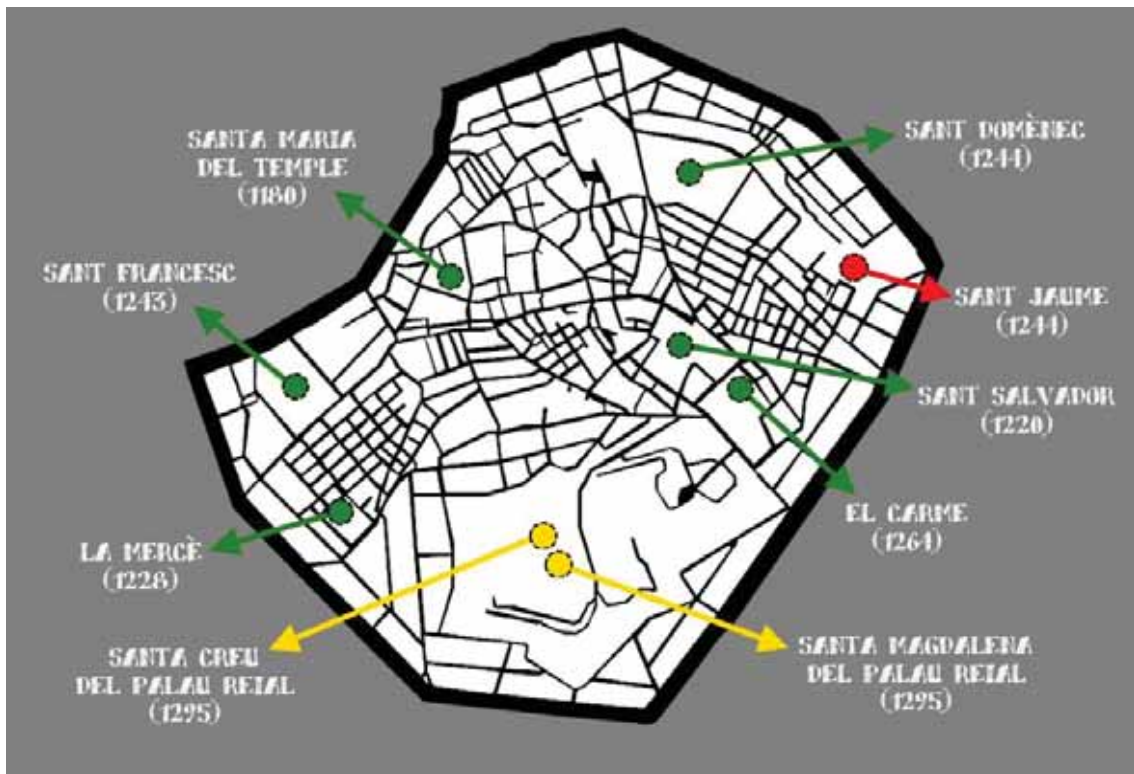 SANTA MARIA
DEL TEMPLE
(1180)
SANT DOMÈNEC
(1244)
SANT FRANCESC
(1243)
SANT JAUME
(1244)
SANT SALVADOR
(1220)
EL CARME
(1264)
LA MERCÈ
(1228)
SANTA CREU
DEL PALAU REIAL
(1295)
SANTA MAGDALENA
DEL PALAU REIAL
(1295)